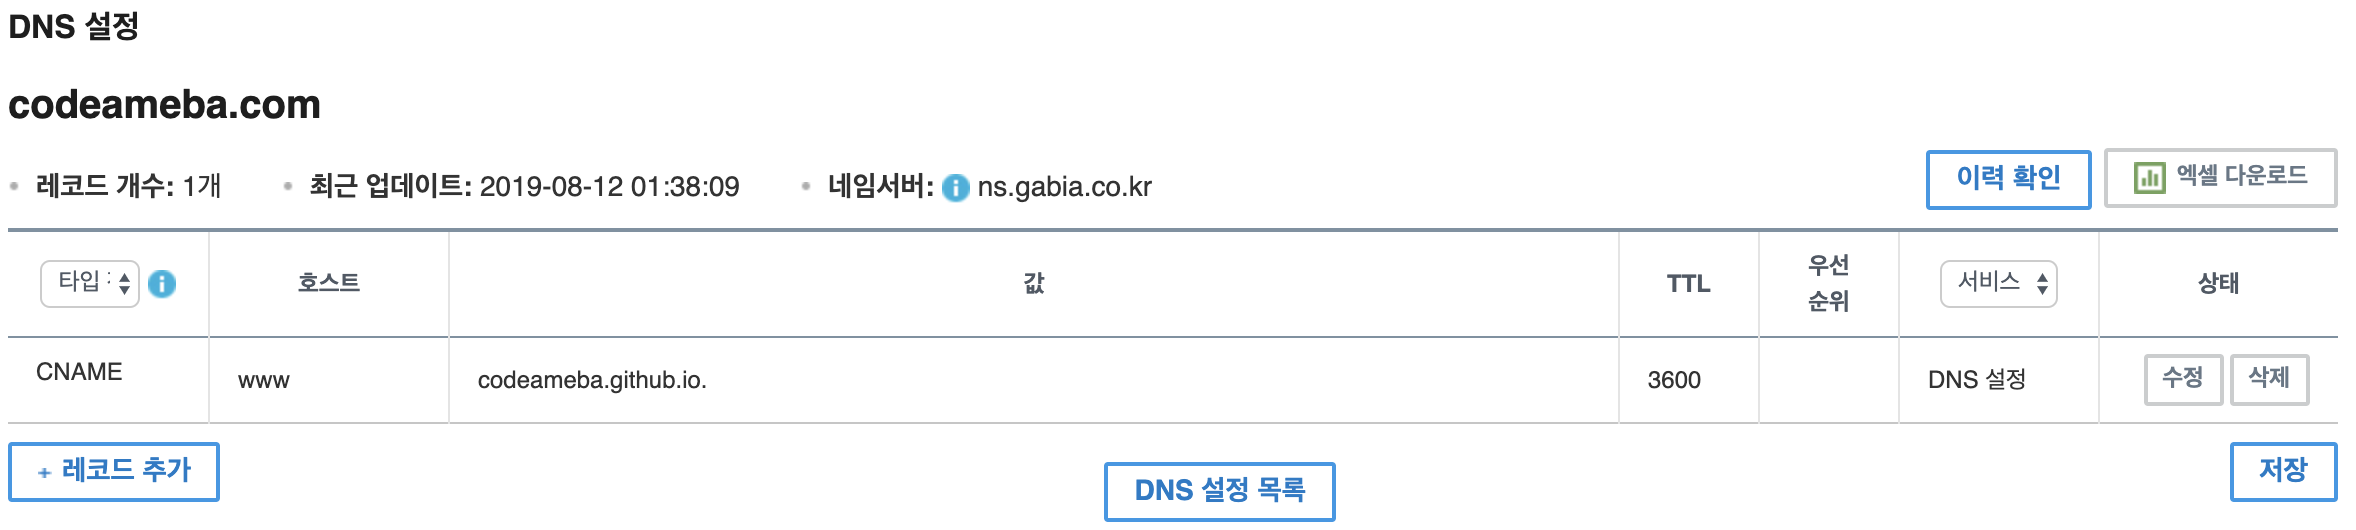 DNS 설정
codeameba.com
레코드 개수: 1개 최근 업데이트: 2019-08-12 01:38:09 네임서버: ns.gabia.co.kr 이력 확인 엑셀 다운로드
타입 호스트 값 TTL 우선 순위 서비스 상태
CNAME www codeameba.github.io. 3600 DNS 설정 수정 삭제
+ 레코드 추가 DNS 설정 목록 저장